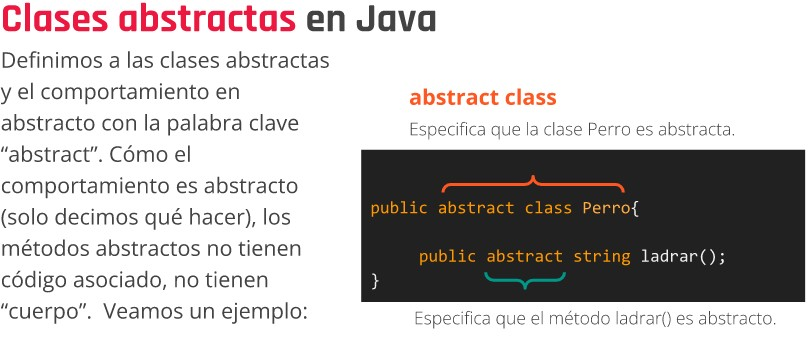 Clases abstractas en Java
Definimos a las clases abstractas
y el comportamiento en
abstracto con la palabra clave
“abstract”. Cómo el
comportamiento es abstracto
(solo decimos qué hacer), los
métodos abstractos no tienen
código asociado, no tienen
“cuerpo”.  Veamos un ejemplo:
abstract class
Especifica que la clase Perro es abstracta.
public abstract class Perro{
public abstract string ladrar();
}
Especifica que el método ladrar() es abstracto.